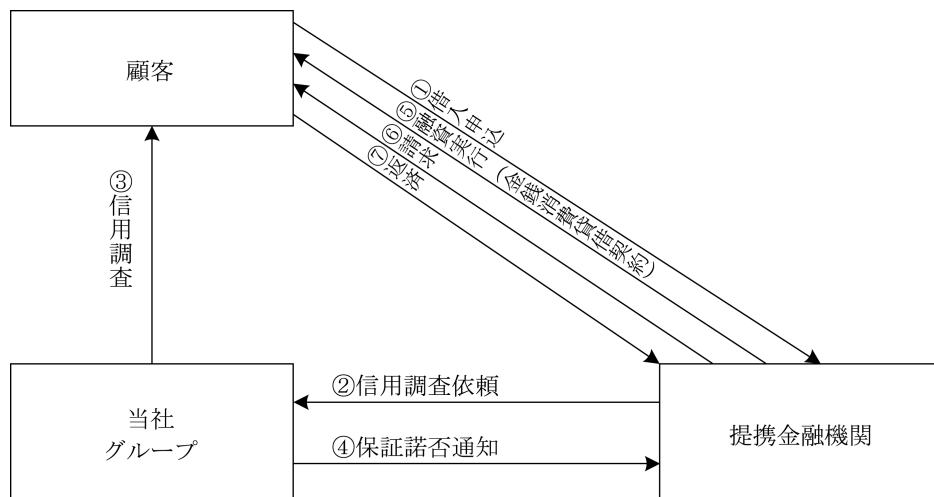 顧客
①借入申込
⑤融資実行(金銭消費貸借契約)
⑥請求
⑦返済
③信用調査
②信用調査依頼
④保証諾否通知
当社
グループ
提携金融機関